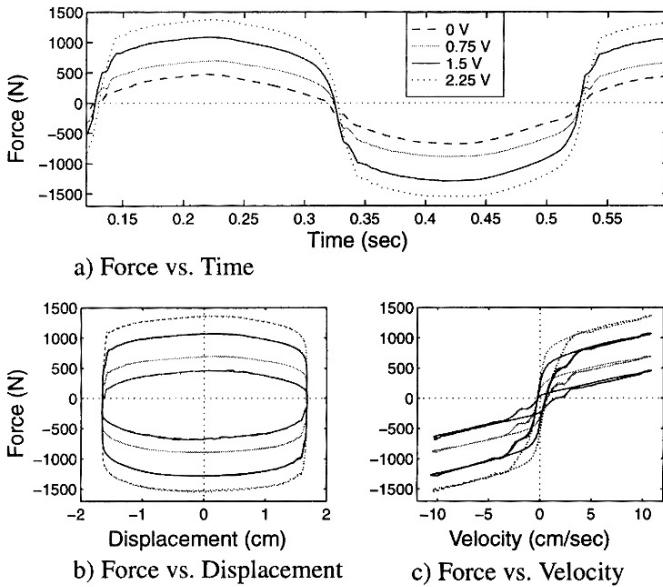 1500
1000
500
0
−500
−1000
−1500
Force (N)
0 V
0.75 V
1.5 V
2.25 V
0.15 0.2 0.25 0.3 0.35 0.4 0.45 0.5 0.55
Time (sec)
a) Force vs. Time
1500
1000
500
0
−500
−1000
−1500
Force (N)
−2 −1 0 1 2
Displacement (cm)
b) Force vs. Displacement
1500
1000
500
0
−500
−1000
−1500
−10 −5 0 5 10
Velocity (cm/sec)
c) Force vs. Velocity